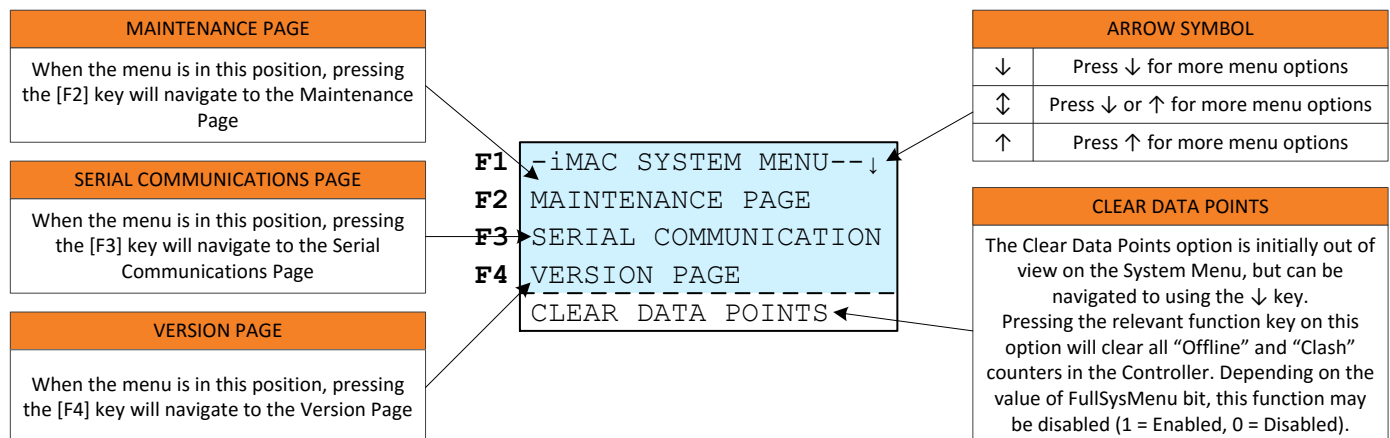 MAINTENANCE PAGE
When the menu is in this position, pressing
the [F2] key will navigate to the Maintenance
Page
SERIAL COMMUNICATIONS PAGE
When the menu is in this position, pressing
the [F3] key will navigate to the Serial
Communications Page
VERSION PAGE
When the menu is in this position, pressing
the [F4] key will navigate to the Version Page
F1 -iMAC SYSTEM MENU--↓
F2 MAINTENANCE PAGE
F3 SERIAL COMMUNICATION
F4 VERSION PAGE
CLEAR DATA POINTS
ARROW SYMBOL
↓ Press ↓ for more menu options
↕ Press ↓ or ↑ for more menu options
↑ Press ↑ for more menu options
CLEAR DATA POINTS
The Clear Data Points option is initially out of
view on the System Menu, but can be
navigated to using the ↓ key.
Pressing the relevant function key on this
option will clear all “Offline” and “Clash”
counters in the Controller. Depending on the
value of FullSysMenu bit, this function may
be disabled (1 = Enabled, 0 = Disabled).